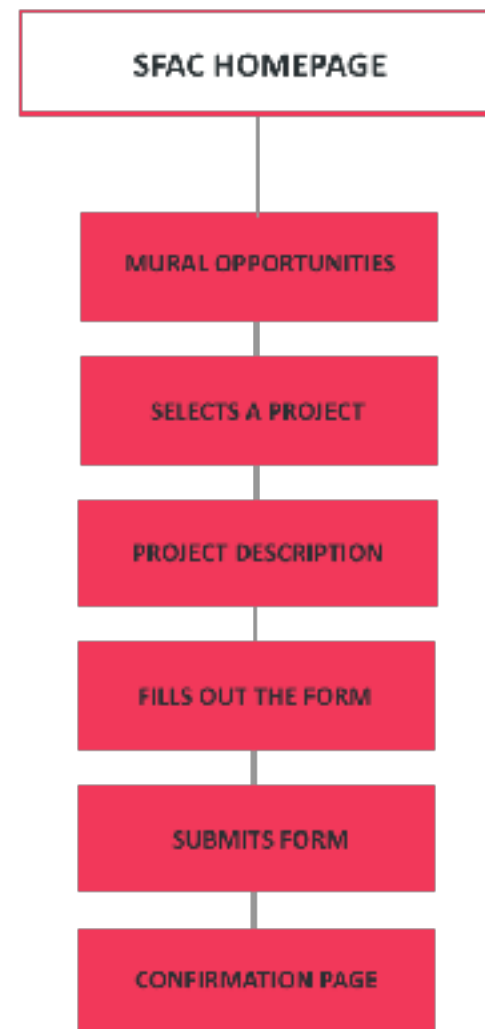 SFAC HOMEPAGE
MURAL OPPORTUNITIES
SELECTS A PROJECT
PROJECT DESCRIPTION
FILLS OUT THE FORM
SUBMITS FORM
CONFIRMATION PAGE